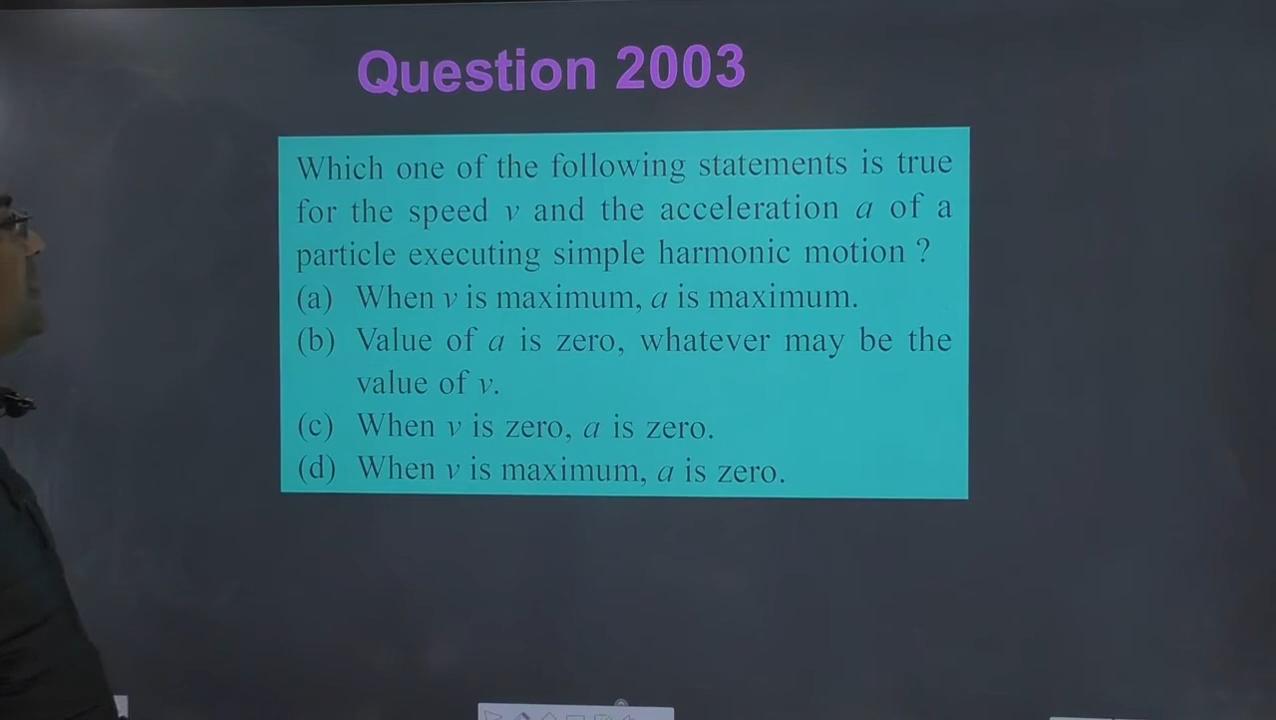 Question 2003
Which one of the following statements is true
for the speed v and the acceleration a of a
particle executing simple harmonic motion ?
(a) When v is maximum, a is maximum.
(b) Value of a is zero, whatever may be the
value of v.
(c) When v is zero, a is zero.
(d) When v is maximum, a is zero.